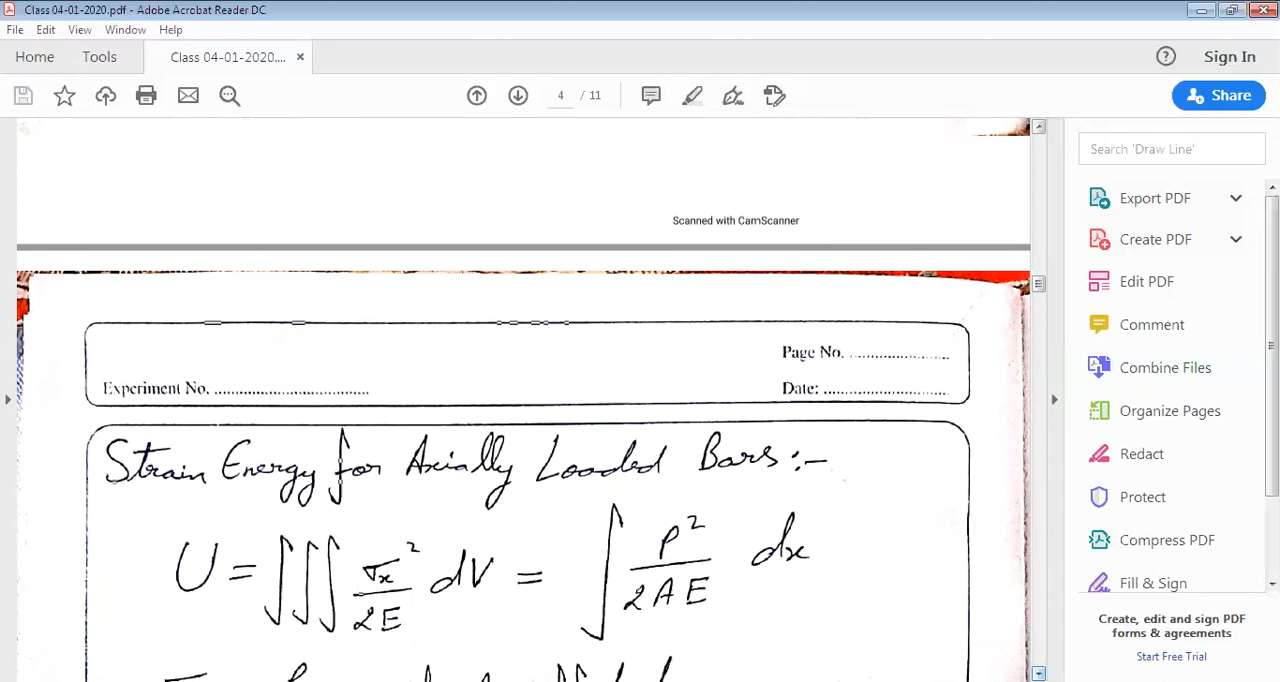 Class 04-01-2020.pdf - Adobe Acrobat Reader DC
File Edit View Window Help
Home Tools Class 04-01-2020.... × Sign In
4 / 11 Share
Search 'Draw Line'
Scanned with CamScanner
Export PDF
Create PDF
Edit PDF
Comment
Combine Files
Organize Pages
Redact
Protect
Compress PDF
Fill & Sign
Create, edit and sign PDF
forms & agreements
Start Free Trial
Page No. ............................
Experiment No. .......................................... Date: ..................................
Strain Energy for Axially Loaded Bars :-
U = ∭ σx²/2E dV = ∫ P²/2AE dx